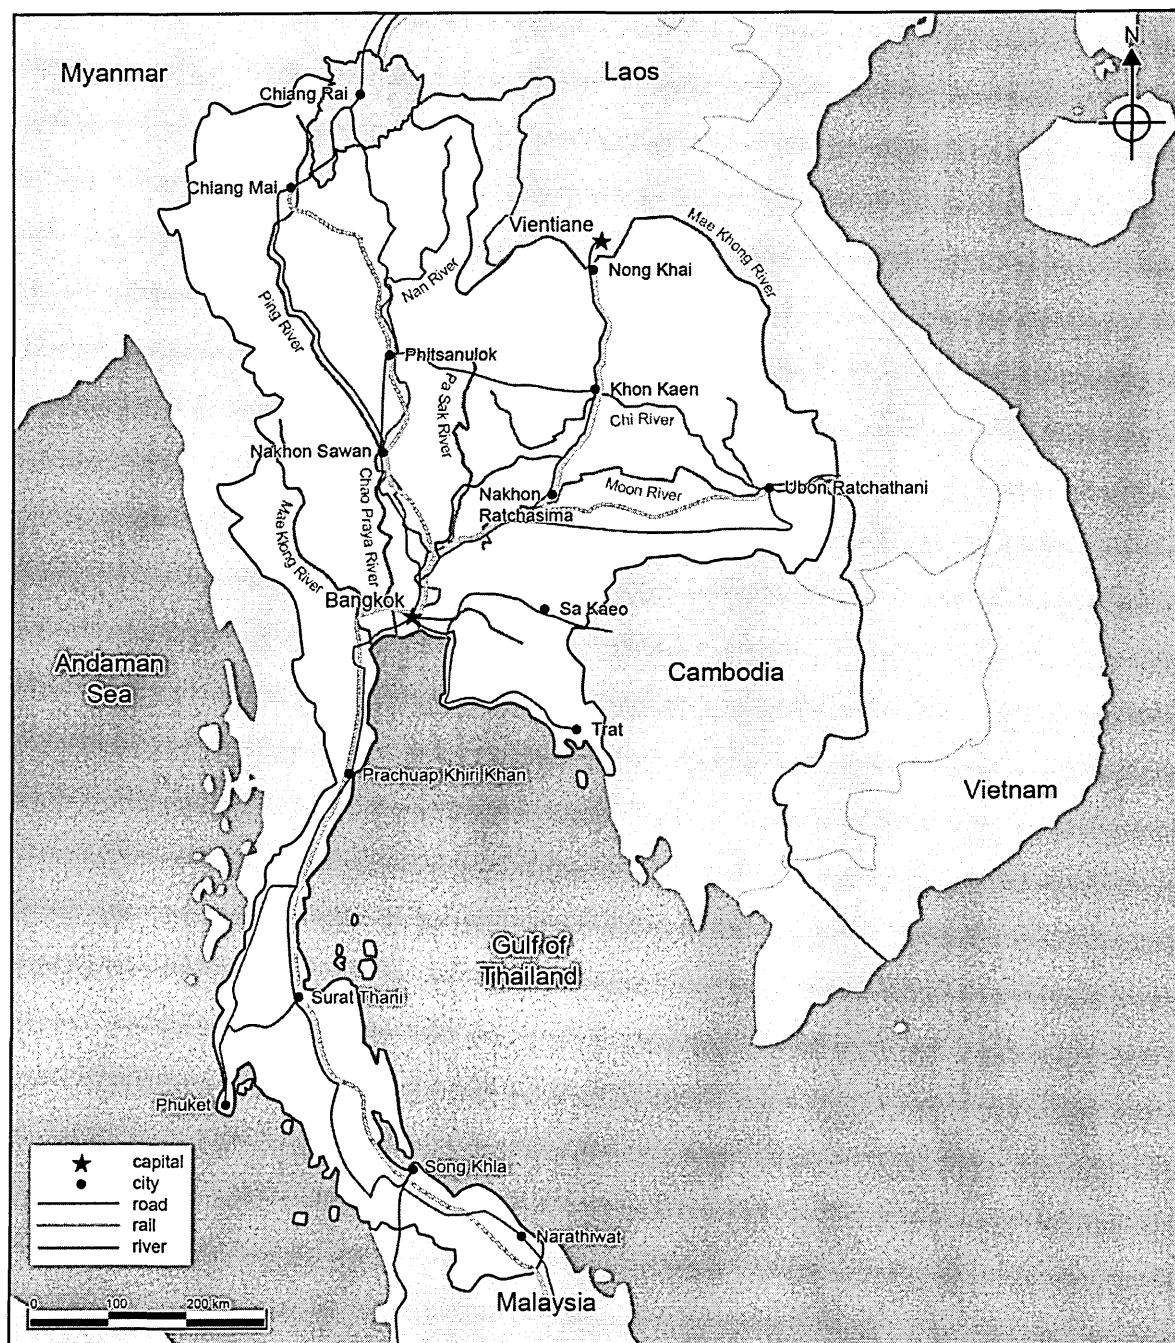 N
Myanmar
Laos
Chiang Rai
Chiang Mai
Vientiane
Mae Khong River
Nong Khai
Nan River
Ping River
Phitsanulok
Khon Kaen
Pa Sak River
Chi River
Nakhon Sawan
Chao Praya River
Nakhon
Ratchasima
Moon River
Ubon Ratchathani
Mae Klong River
Bangkok
Sa Kaeo
Andaman
Sea
Cambodia
Trat
Prachuap Khiri Khan
Vietnam
Gulf of
Thailand
Surat Thani
Phuket
Song Khla
Narathiwat
Malaysia
capital
city
road
rail
river
0 100 200 km